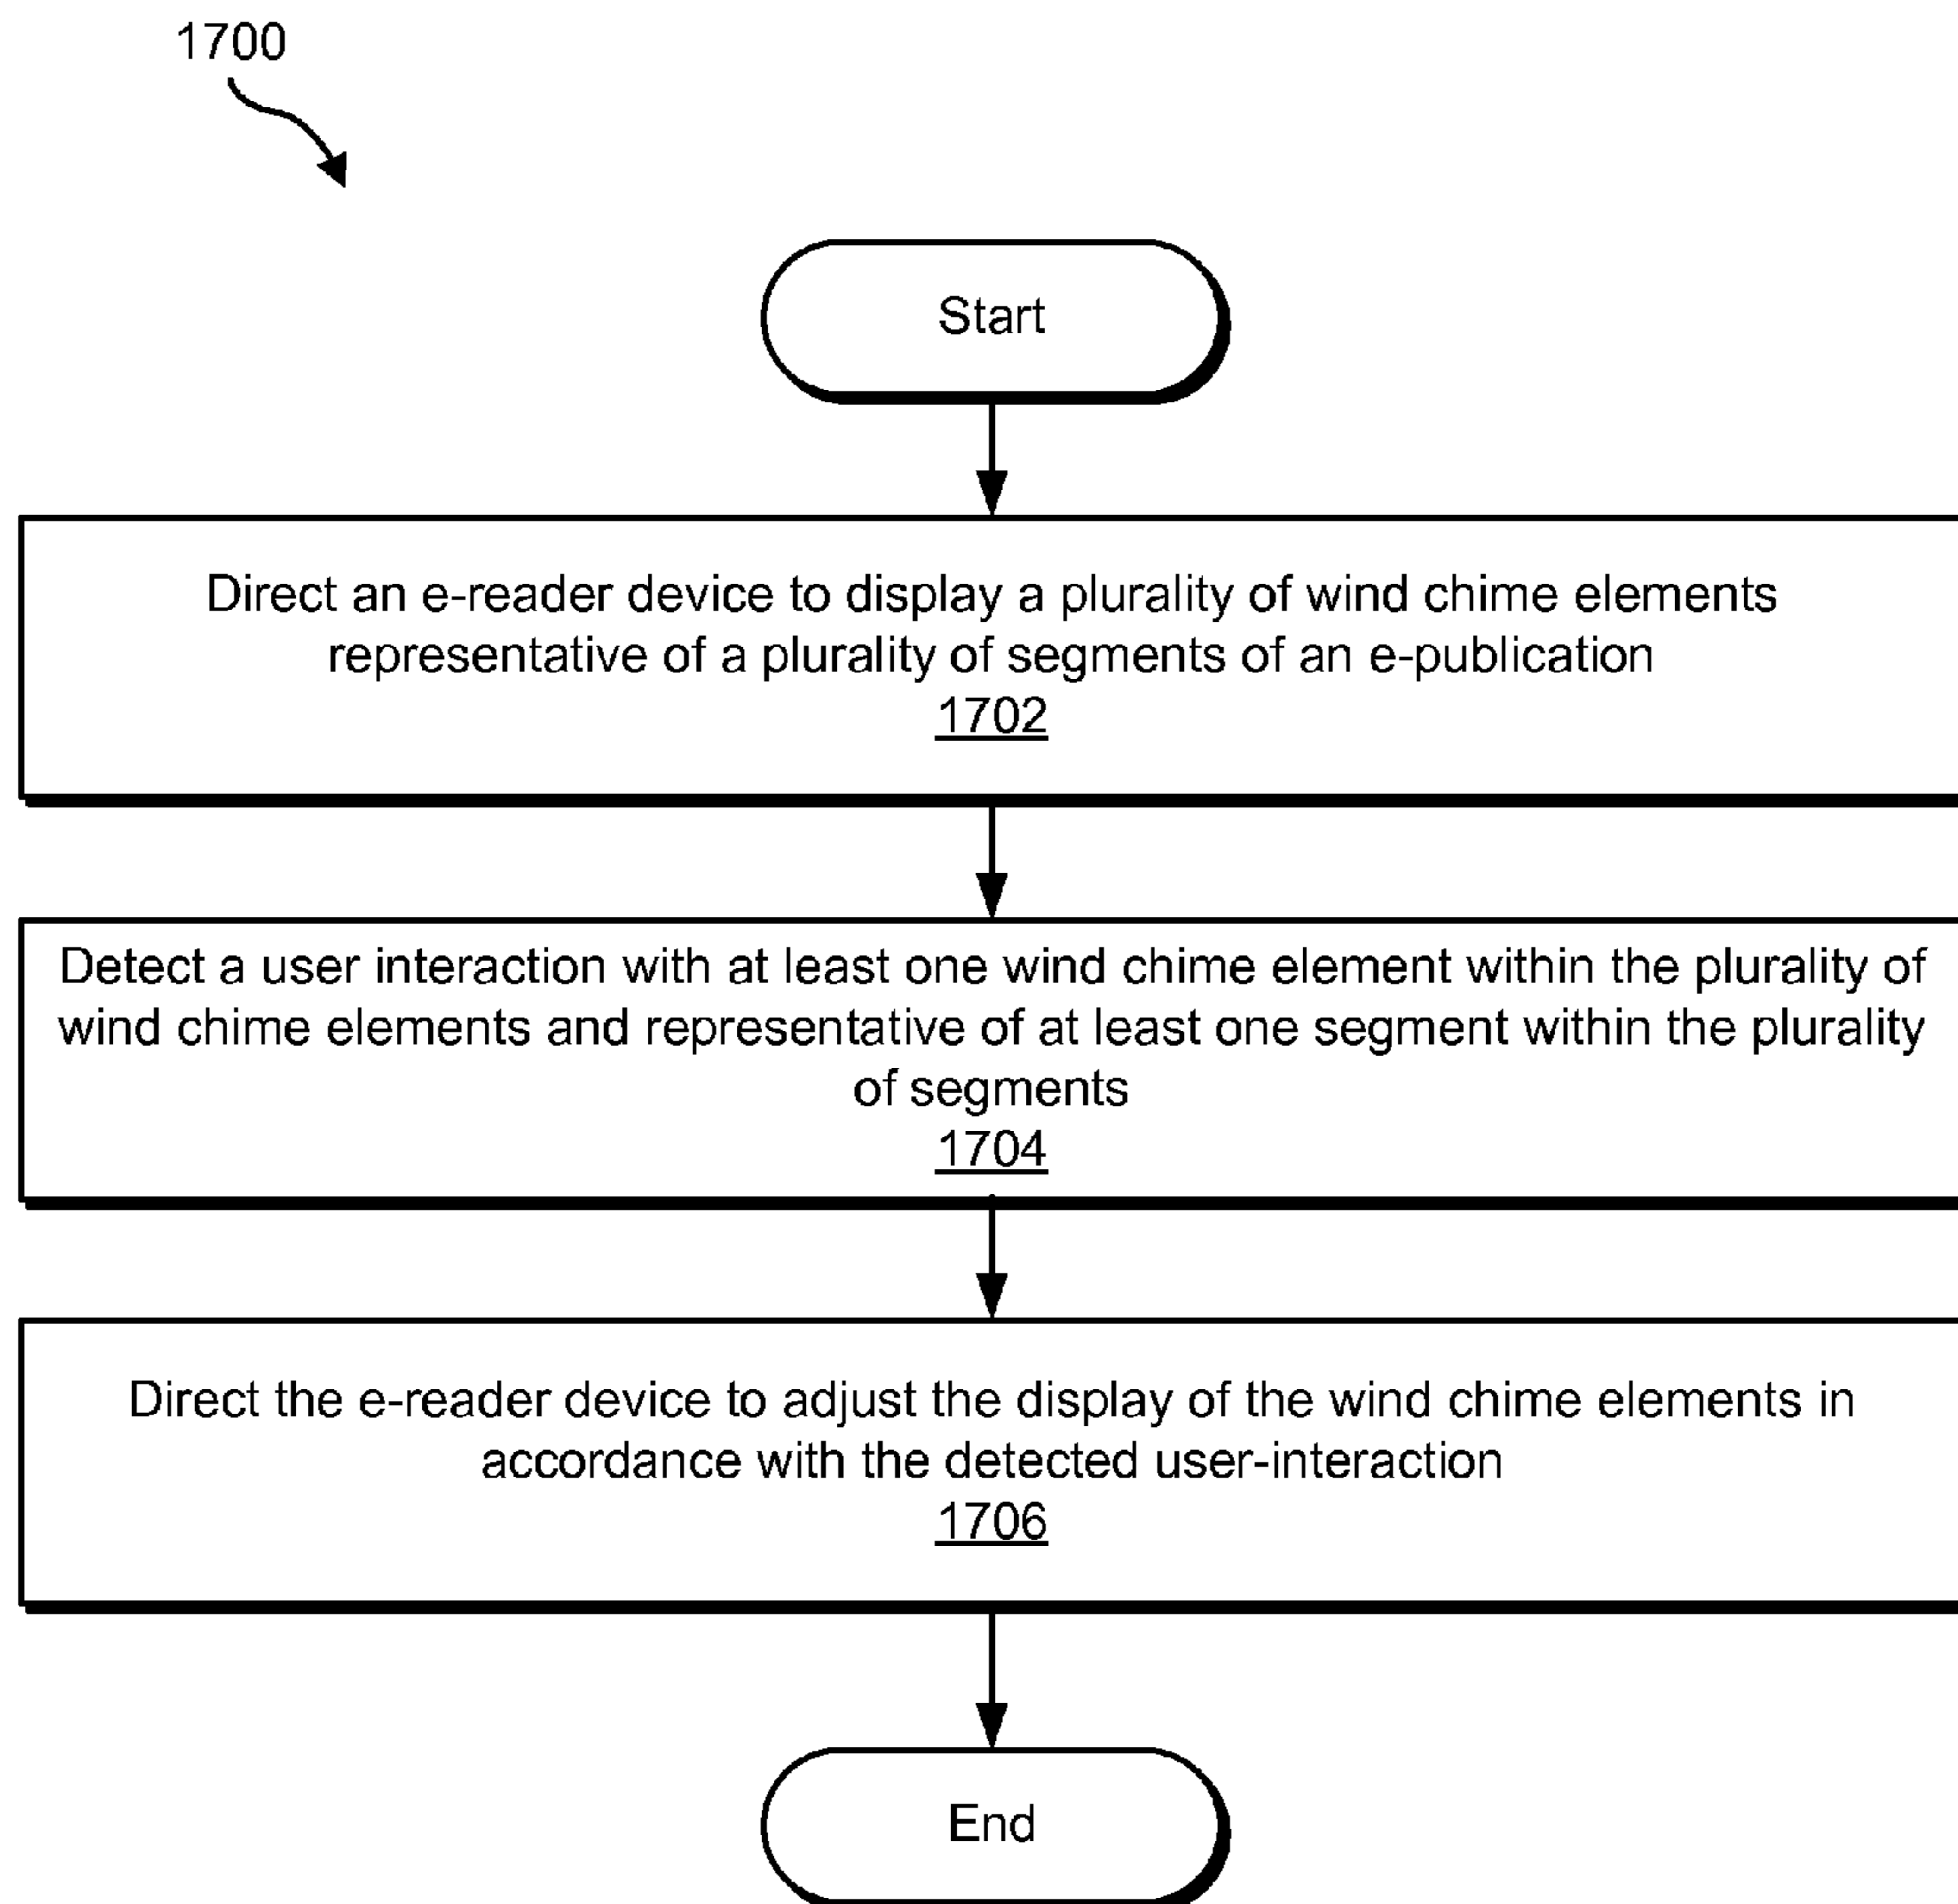 1700
Start
Direct an e-reader device to display a plurality of wind chime elements
representative of a plurality of segments of an e-publication
1702
Detect a user interaction with at least one wind chime element within the plurality of
wind chime elements and representative of at least one segment within the plurality
of segments
1704
Direct the e-reader device to adjust the display of the wind chime elements in
accordance with the detected user-interaction
1706
End